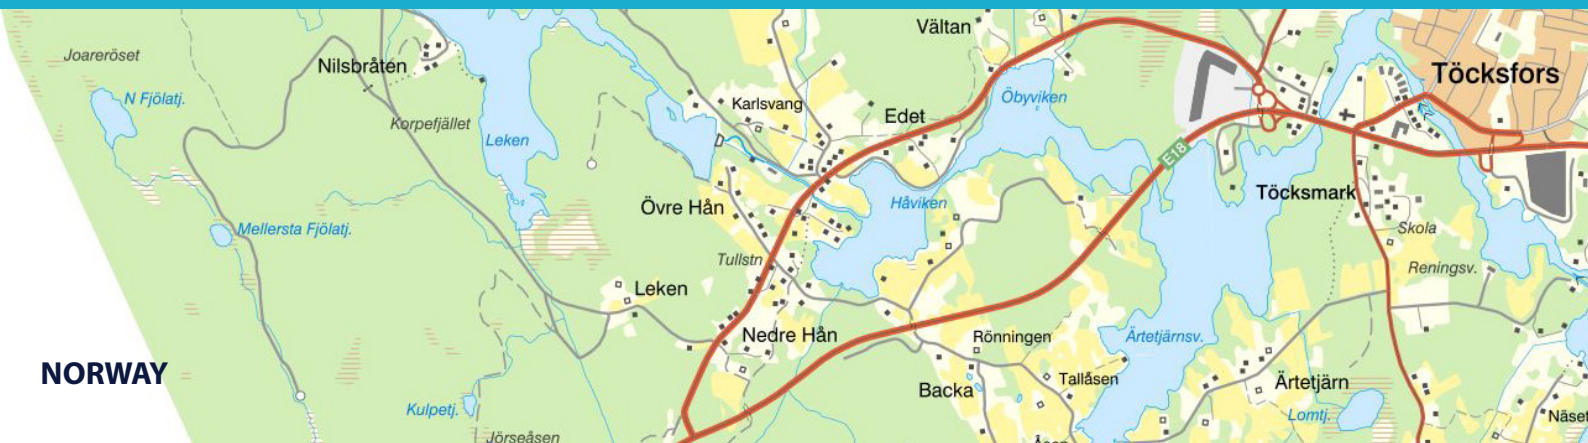 Vältan
Joareröset
Nilsbråten
Töcksfors
N Fjölatj.
Karlsvang
Öbyviken
Edet
Korpefjället
Leken
E18
Töcksmark
Övre Hån
Håviken
Mellersta Fjölatj.
Skola
Tullstn
Reningsv.
Leken
Nedre Hån
Rönningen
Ärtetjärnsv.
NORWAY
Tallåsen
Ärtetjärn
Backa
Kulpetj.
Lomtj.
Näset
Jörseåsen